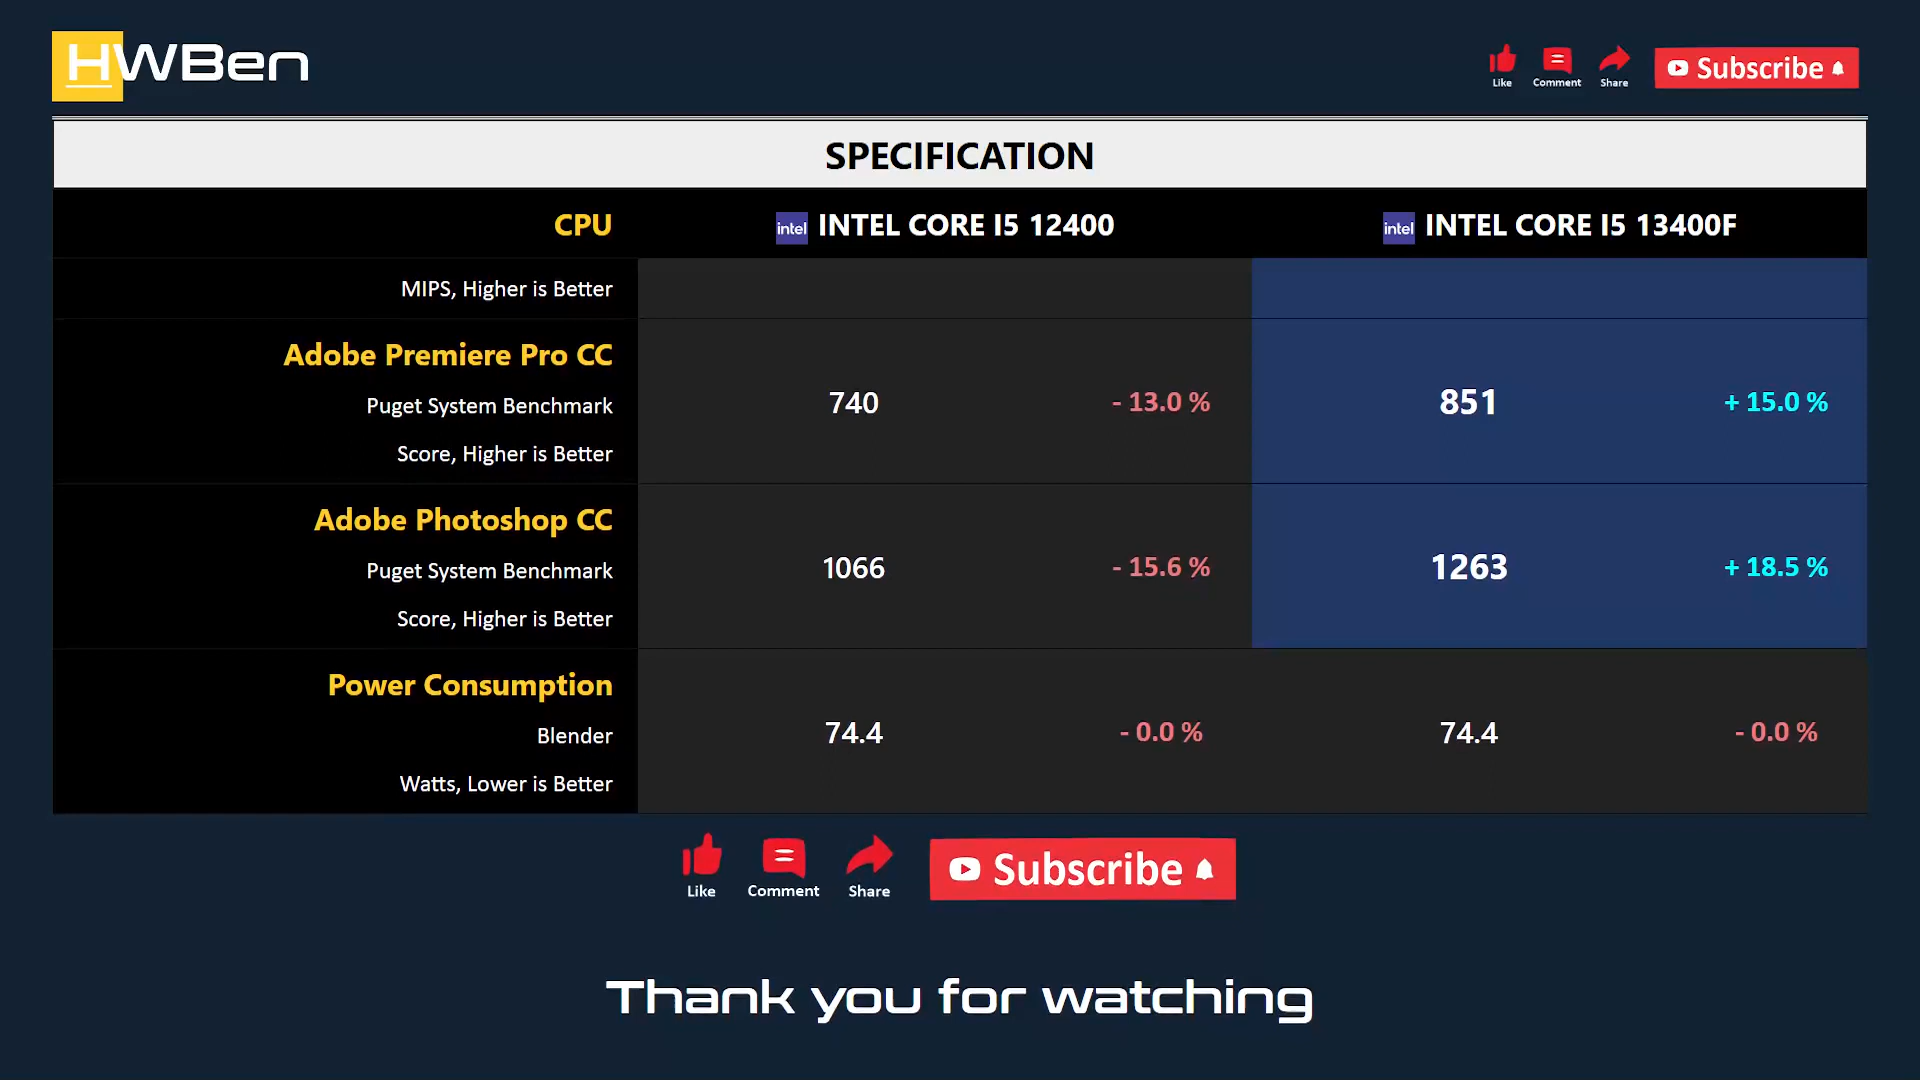 HWBen
Like Comment Share Subscribe
SPECIFICATION
CPU intel INTEL CORE I5 12400 intel INTEL CORE I5 13400F
MIPS, Higher is Better
Adobe Premiere Pro CC
Puget System Benchmark 740 - 13.0 % 851 + 15.0 %
Score, Higher is Better
Adobe Photoshop CC
Puget System Benchmark 1066 - 15.6 % 1263 + 18.5 %
Score, Higher is Better
Power Consumption
Blender 74.4 - 0.0 % 74.4 - 0.0 %
Watts, Lower is Better
Like Comment Share Subscribe
Thank you for watching